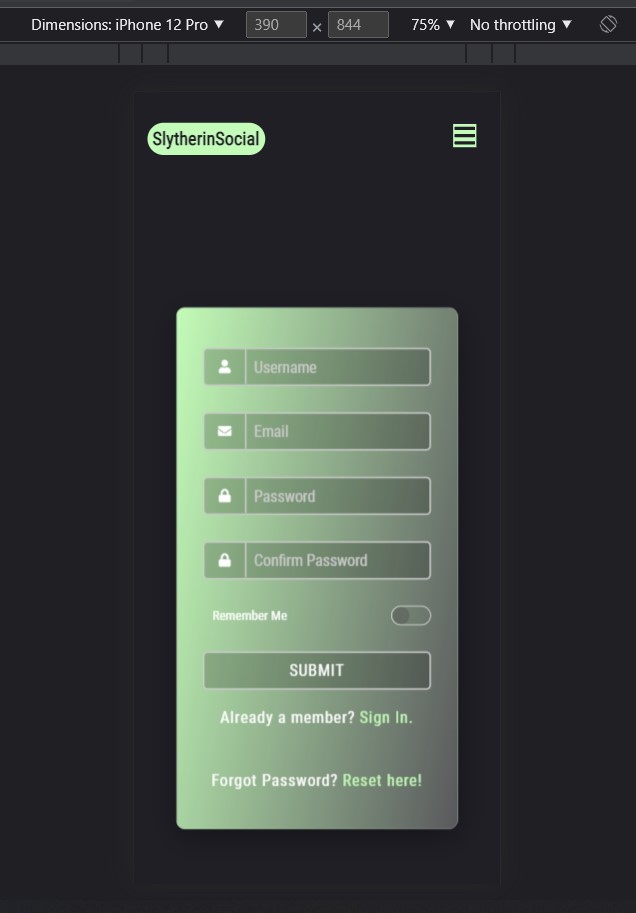 Dimensions: iPhone 12 Pro ▼ 390 × 844 75% ▼ No throttling ▼
SlytherinSocial
Username
Email
Password
Confirm Password
Remember Me
SUBMIT
Already a member? Sign In.
Forgot Password? Reset here!